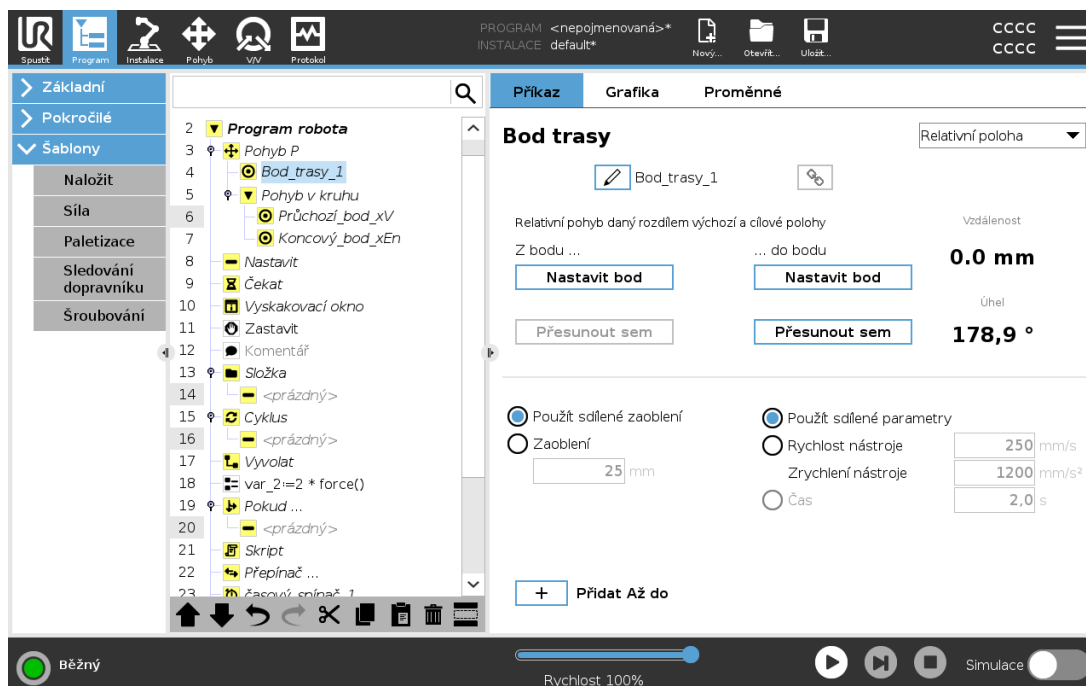 UR
Spustit
Program
Instalace
Pohyb
V/V
Protokol
PROGRAM <nepojmenovaná>*
INSTALACE default*
Nový...
Otevřít...
Uložit...
CCCC
CCCC
Základní
Pokročilé
Šablony
Naložit
Síla
Paletizace
Sledování
dopravníku
Šroubování
2 Program robota
3 Pohyb P
4 Bod_trasy_1
5 Pohyb v kruhu
6 Průchozí_bod_xV
7 Koncový_bod_xEn
8 Nastavit
9 Čekat
10 Vyskakovací okno
11 Zastavit
12 Komentář
13 Složka
14 <prázdný>
15 Cyklus
16 <prázdný>
17 Vyvolat
18 var_2:=2 * force()
19 Pokud ...
20 <prázdný>
21 Skript
22 Přepínač ...
23 časový_spínač_1
Příkaz Grafika Proměnné
Bod trasy
Relativní poloha
Bod_trasy_1
Relativní pohyb daný rozdílem výchozí a cílové polohy
Z bodu ...
... do bodu
Nastavit bod
Nastavit bod
Přesunout sem
Přesunout sem
Vzdálenost
0.0 mm
Úhel
178,9 °
Použít sdílené zaoblení
Zaoblení
25 mm
Použít sdílené parametry
Rychlost nástroje 250 mm/s
Zrychlení nástroje 1200 mm/s²
Čas 2,0 s
+ Přidat Až do
Běžný
Rychlost 100%
Simulace